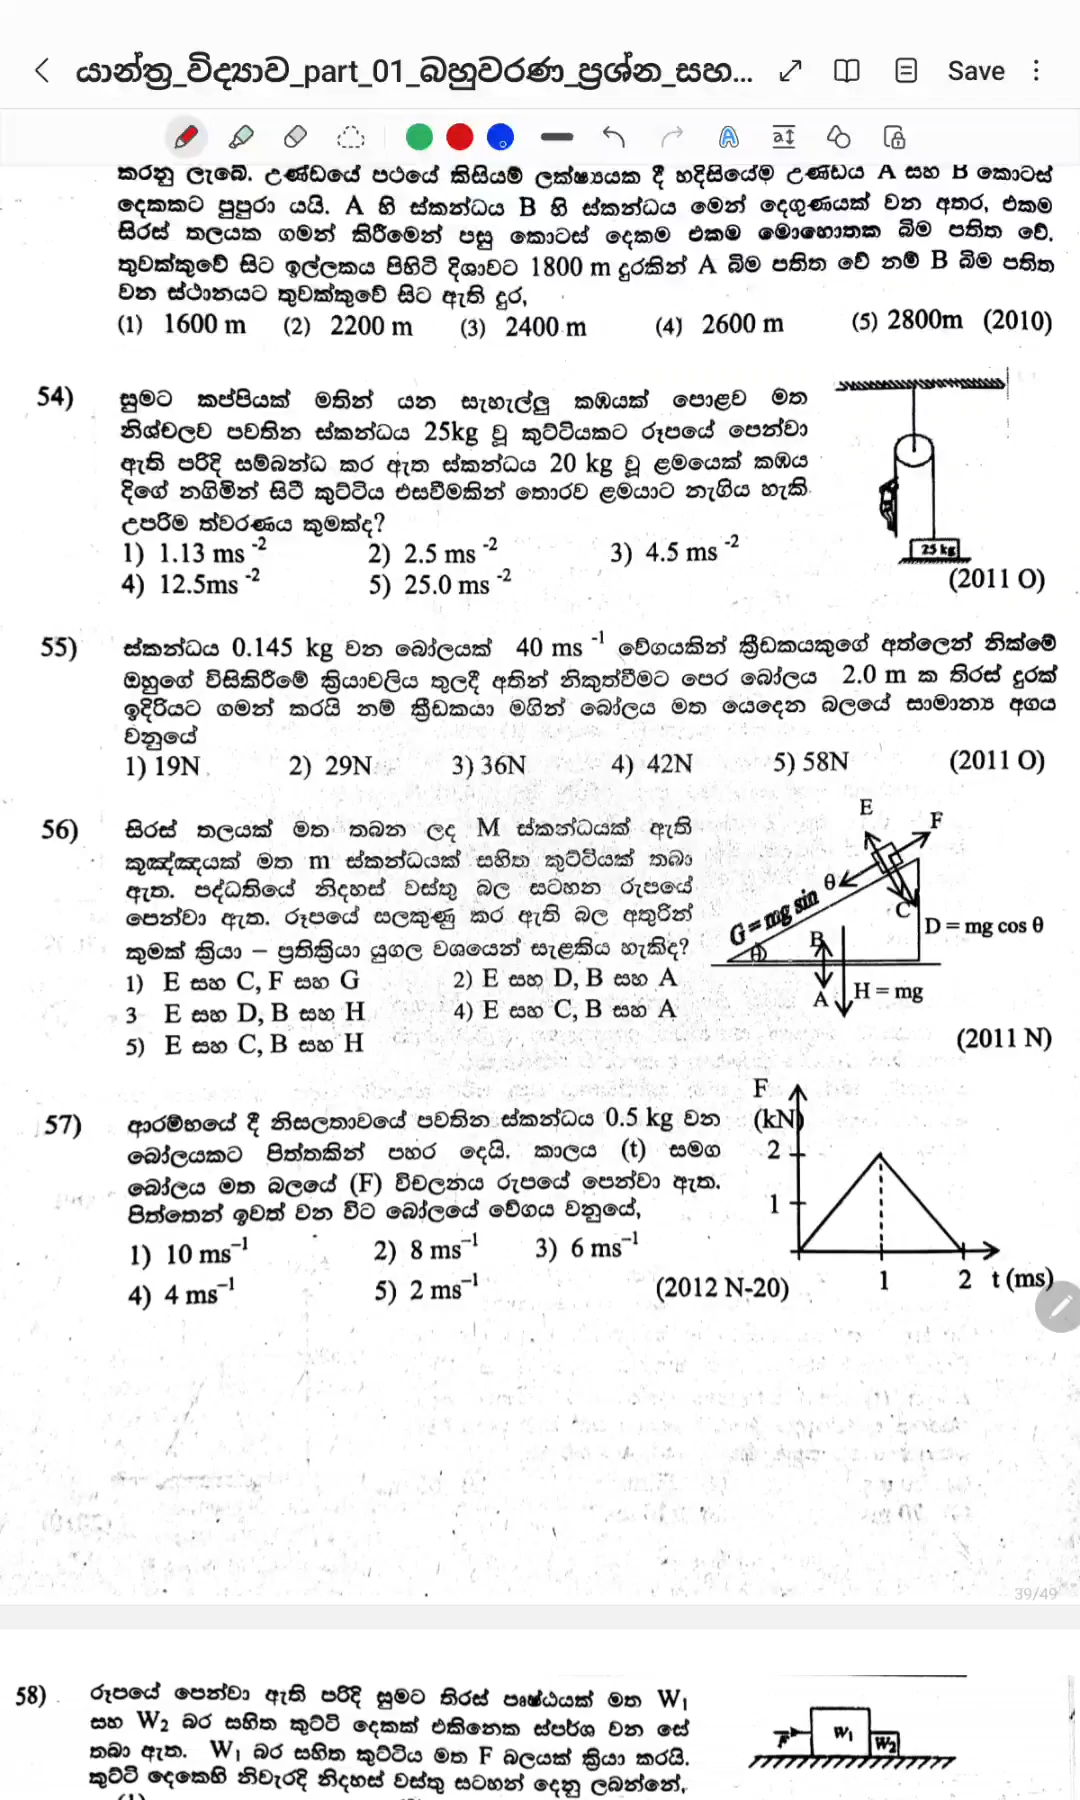 යාන්ත්‍ර_විද්‍යාව_part_01_බහුවරණ_ප්‍රශ්න_සහ... Save
කරනු ලැබේ. උණ්ඩයේ පථයේ කිසියම් ලක්ෂ්‍යයක දී හදිසියේම උණ්ඩය A සහ B කොටස්
දෙකකට පුපුරා යයි. A හි ස්කන්ධය B හි ස්කන්ධය මෙන් දෙගුණයක් වන අතර, එකම
සිරස් තලයක ගමන් කිරීමෙන් පසු කොටස් දෙකම එකම මොහොතක බිම පතිත වේ.
තුවක්කුවේ සිට ඉල්ලකය පිහිටි දිශාවට 1800 m දුරකින් A බිම පතිත වේ නම් B බිම පතිත
වන ස්ථානයට තුවක්කුවේ සිට ඇති දුර,
(1) 1600 m (2) 2200 m (3) 2400 m (4) 2600 m (5) 2800m (2010)
54) සුමට කප්පියක් මතින් යන සැහැල්ලු කඹයක් පොළව මත
නිශ්චලව පවතින ස්කන්ධය 25kg වූ කුට්ටියකට රූපයේ පෙන්වා
ඇති පරිදි සම්බන්ධ කර ඇත ස්කන්ධය 20 kg වූ ළමයෙක් කඹය
දිගේ නගිමින් සිටී කුට්ටිය එසවීමකින් තොරව ළමයාට නැගිය හැකි
උපරිම ත්වරණය කුමක්ද?
1) 1.13 ms -2 2) 2.5 ms -2 3) 4.5 ms -2
4) 12.5ms -2 5) 25.0 ms -2 (2011 O)
25 kg
55) ස්කන්ධය 0.145 kg වන බෝලයක් 40 ms -1 වේගයකින් ක්‍රීඩකයකුගේ අත්ලෙන් නික්මේ
ඔහුගේ විසිකිරීමේ ක්‍රියාවලිය තුලදී අතින් නිකුත්වීමට පෙර බෝලය 2.0 m ක තිරස් දුරක්
ඉදිරියට ගමන් කරයි නම් ක්‍රීඩකයා මගින් බෝලය මත යෙදෙන බලයේ සාමාන්‍ය අගය
වනුයේ
1) 19N 2) 29N 3) 36N 4) 42N 5) 58N (2011 O)
56) සිරස් තලයක් මත තබන ලද M ස්කන්ධයක් ඇති
කුඤ්ඤයක් මත m ස්කන්ධයක් සහිත කුට්ටියක් තබා
ඇත. පද්ධතියේ නිදහස් වස්තු බල සටහන රූපයේ
පෙන්වා ඇත. රූපයේ සලකුණු කර ඇති බල අතුරින්
කුමක් ක්‍රියා – ප්‍රතික්‍රියා යුගල වශයෙන් සැළකිය හැකිද?
1) E සහ C, F සහ G 2) E සහ D, B සහ A
3 E සහ D, B සහ H 4) E සහ C, B සහ A
5) E සහ C, B සහ H (2011 N)
E
F
θ
C
G = mg sin
D = mg cos θ
B
θ
A
H = mg
57) ආරම්භයේ දී නිසලතාවයේ පවතින ස්කන්ධය 0.5 kg වන
බෝලයකට පිත්තකින් පහර දෙයි. කාලය (t) සමග
බෝලය මත බලයේ (F) විචලනය රුපයේ පෙන්වා ඇත.
පිත්තෙන් ඉවත් වන විට බෝලයේ වේගය වනුයේ,
1) 10 ms–1 2) 8 ms–1 3) 6 ms–1
4) 4 ms–1 5) 2 ms–1 (2012 N-20)
F
(kN)
2
1
1 2 t (ms)
39/49
58) රූපයේ පෙන්වා ඇති පරිදි සුමට තිරස් පෘෂ්ඨයක් මත W1
සහ W2 බර සහිත කුට්ටි දෙකක් එකිනෙක ස්පර්ශ වන සේ
තබා ඇත. W1 බර සහිත කුට්ටිය මත F බලයක් ක්‍රියා කරයි.
කුට්ටි දෙකෙහි නිවැරදි නිදහස් වස්තු සටහන් දෙනු ලබන්නේ,
F W1 W2